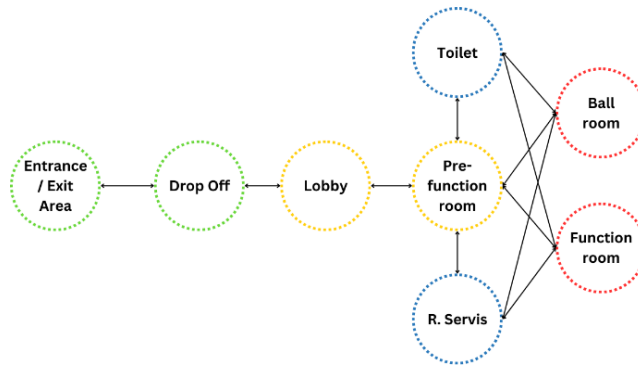 Toilet
Ball
room
Entrance
/ Exit
Area
Drop Off
Lobby
Pre-
function
room
Function
room
R. Servis